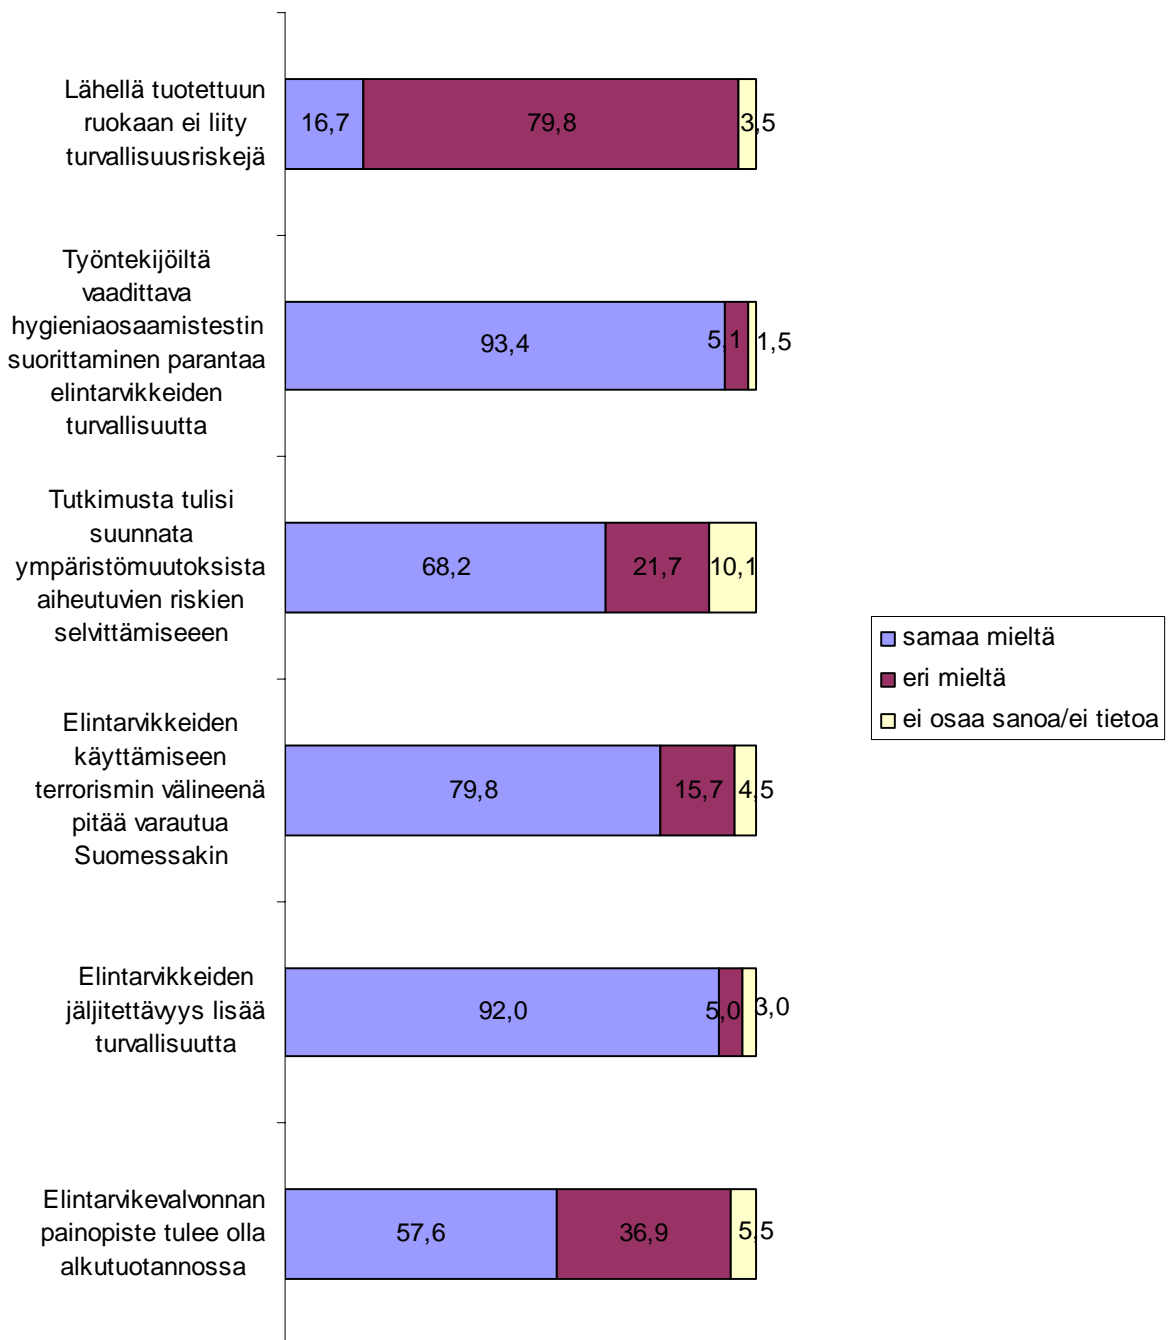 Lähellä tuotettuun
ruokaan ei liity
turvallisuusriskejä
16,7
79,8
3,5
Työntekijöiltä
vaadittava
hygieniaosaamistestin
suorittaminen parantaa
elintarvikkeiden
turvallisuutta
93,4
5,1
1,5
Tutkimusta tulisi
suunnata
ympäristömuutoksista
aiheutuvien riskien
selvittämiseeen
68,2
21,7
10,1
samaa mieltä
eri mieltä
ei osaa sanoa/ei tietoa
Elintarvikkeiden
käyttämiseen
terrorismin välineenä
pitää varautua
Suomessakin
79,8
15,7
4,5
Elintarvikkeiden
jäljitettävyys lisää
turvallisuutta
92,0
5,0
3,0
Elintarvikevalvonnan
painopiste tulee olla
alkutuotannossa
57,6
36,9
5,5